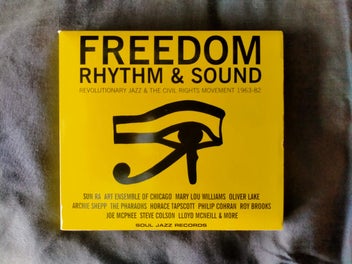 FREEDOM
RHYTHM & SOUND
REVOLUTIONARY JAZZ & THE CIVIL RIGHTS MOVEMENT 1963-82
SUN RA ART ENSEMBLE OF CHICAGO MARY LOU WILLIAMS OLIVER LAKE
ARCHIE SHEPP THE PHARAOHS HORACE TAPSCOTT PHILIP COHRAN ROY BROOKS
JOE MCPHEE STEVE COLSON LLOYD MCNEILL & MORE
SOUL JAZZ RECORDS